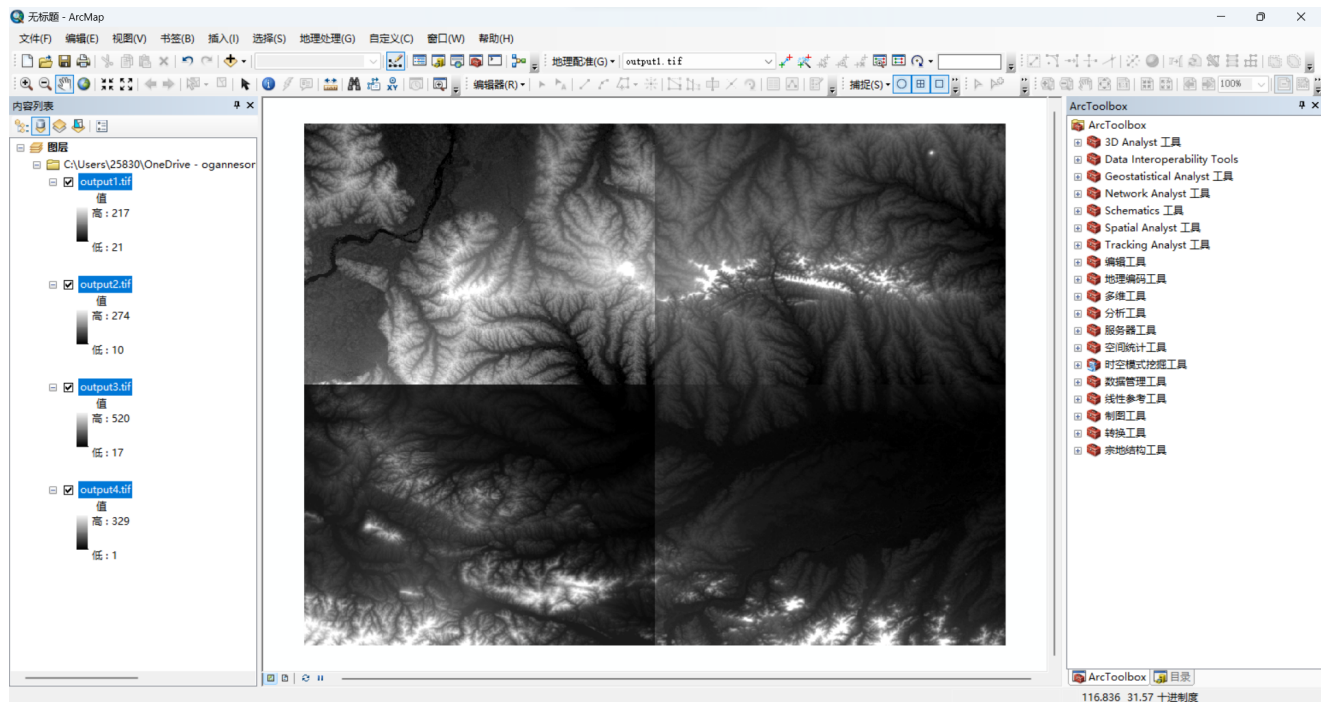 无标题 - ArcMap
文件(F) 编辑(E) 视图(V) 书签(B) 插入(I) 选择(S) 地理处理(G) 自定义(C) 窗口(W) 帮助(H)
地理配准(G) output1.tif
编辑器(R) 捕捉(S) 100%
内容列表
图层
C:\Users\25830\OneDrive - ogannesor
output1.tif
值
高 : 217
低 : 21
output2.tif
值
高 : 274
低 : 10
output3.tif
值
高 : 520
低 : 17
output4.tif
值
高 : 329
低 : 1
ArcToolbox
ArcToolbox
3D Analyst 工具
Data Interoperability Tools
Geostatistical Analyst 工具
Network Analyst 工具
Schematics 工具
Spatial Analyst 工具
Tracking Analyst 工具
编辑工具
地理编码工具
多维工具
分析工具
服务器工具
空间统计工具
时空模式挖掘工具
数据管理工具
线性参考工具
制图工具
转换工具
宗地结构工具
ArcToolbox 目录
116.836 31.57 十进制度